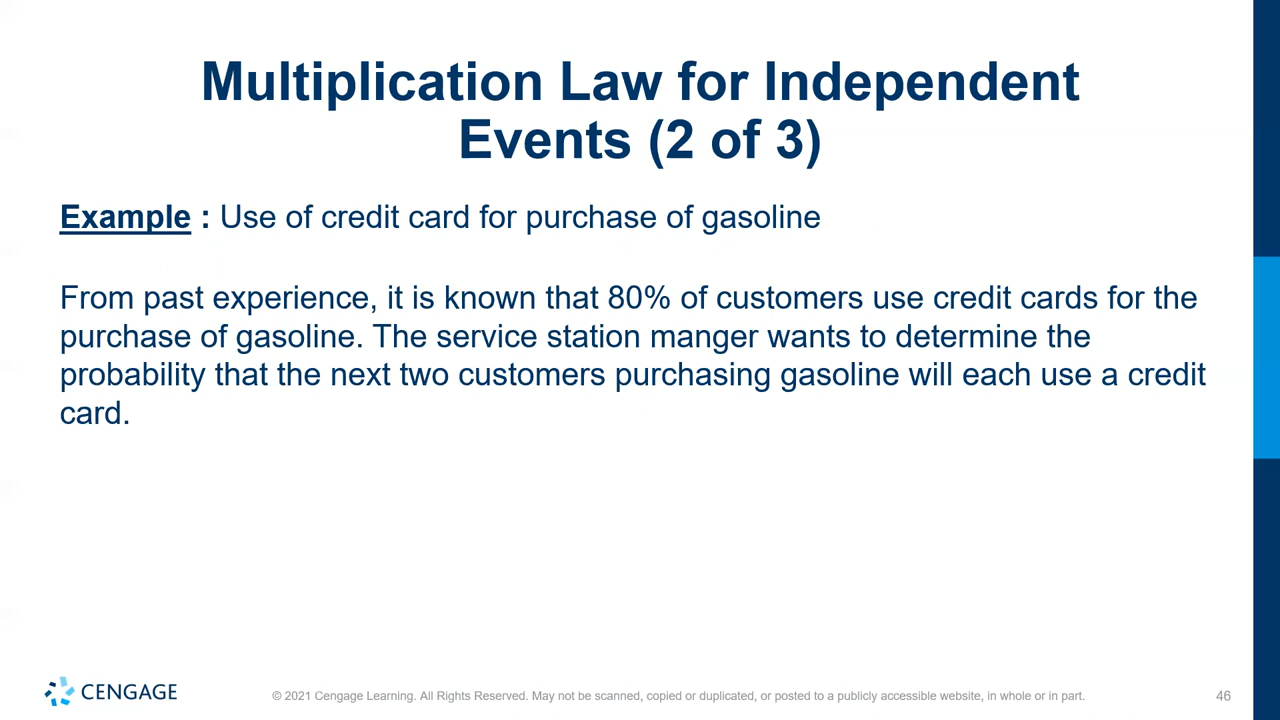 Multiplication Law for Independent
Events (2 of 3)
Example : Use of credit card for purchase of gasoline
From past experience, it is known that 80% of customers use credit cards for the
purchase of gasoline. The service station manger wants to determine the
probability that the next two customers purchasing gasoline will each use a credit
card.
CENGAGE
© 2021 Cengage Learning. All Rights Reserved. May not be scanned, copied or duplicated, or posted to a publicly accessible website, in whole or in part.
46